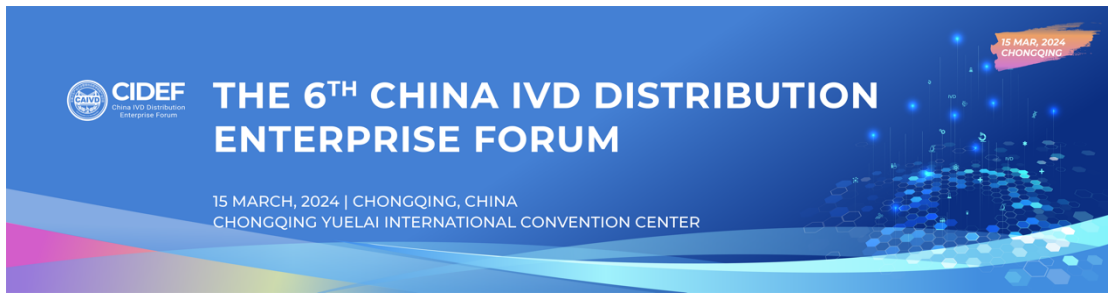 15 MAR, 2024
CHONGQING
CAIVD
CIDEF
China IVD Distribution
Enterprise Forum
THE 6TH CHINA IVD DISTRIBUTION
ENTERPRISE FORUM
15 MARCH, 2024 | CHONGQING, CHINA
CHONGQING YUELAI INTERNATIONAL CONVENTION CENTER